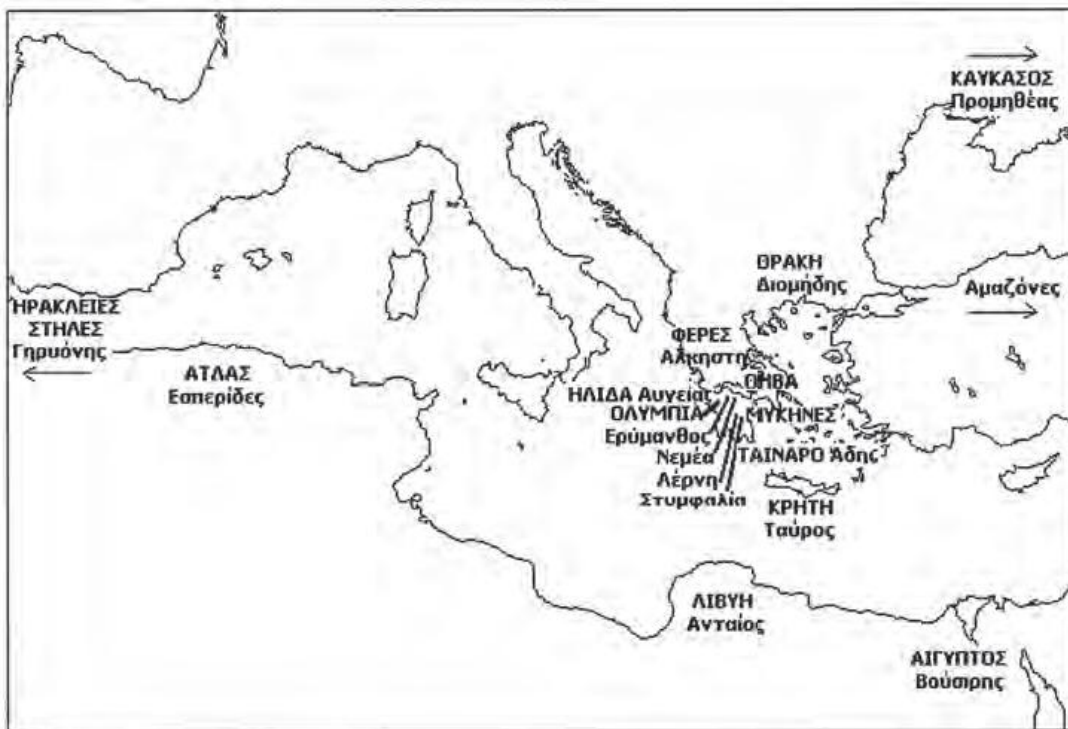 ΚΑΥΚΑΣΟΣ
Προμηθέας
ΘΡΑΚΗ
Διομήδης
Αμαζόνες
ΗΡΑΚΛΕΙΕΣ
ΣΤΗΛΕΣ
Γηρυόνης
ΦΕΡΕΣ
Άλκηστη
ΑΤΛΑΣ
Εσπερίδες
ΘΗΒΑ
ΗΛΙΔΑ Αυγείας
ΟΛΥΜΠΙΑ
ΜΥΚΗΝΕΣ
Ερύμανθος
Νεμέα
ΤΑΙΝΑΡΟ Άδης
Λέρνη
Στυμφαλία
ΚΡΗΤΗ
Ταύρος
ΛΙΒΥΗ
Ανταίος
ΑΙΓΥΠΤΟΣ
Βούσιρης